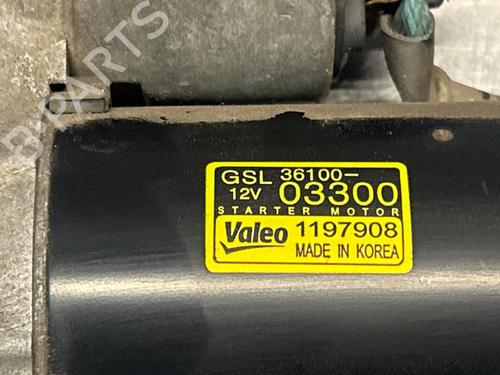 B-PARTS
GSL 36100-
12V 03300
STARTER MOTOR
Valeo 1197908
MADE IN KOREA